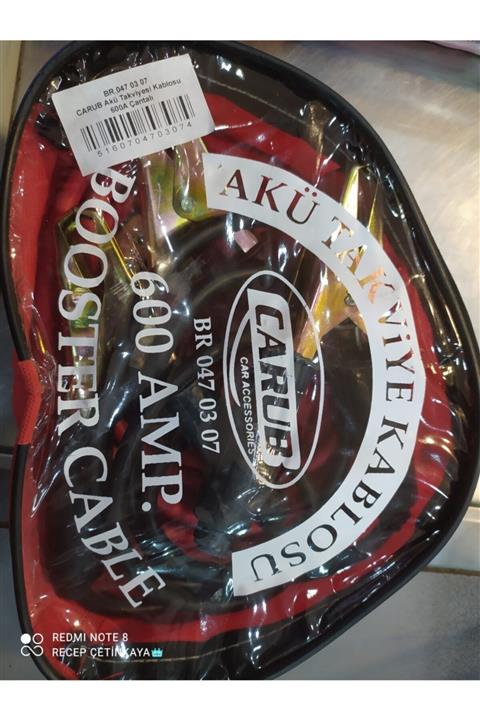 BR 047 03 07
CARUB Akü Takviyesi Kablosu
600A Çantalı
5160704703074
AKÜ TAKVİYE KABLOSU
CARUB
CAR ACCESSORIES
BR 047 03 07
600 AMP.
BOOSTER CABLE
REDMI NOTE 8
RECEP ÇETİNKAYA